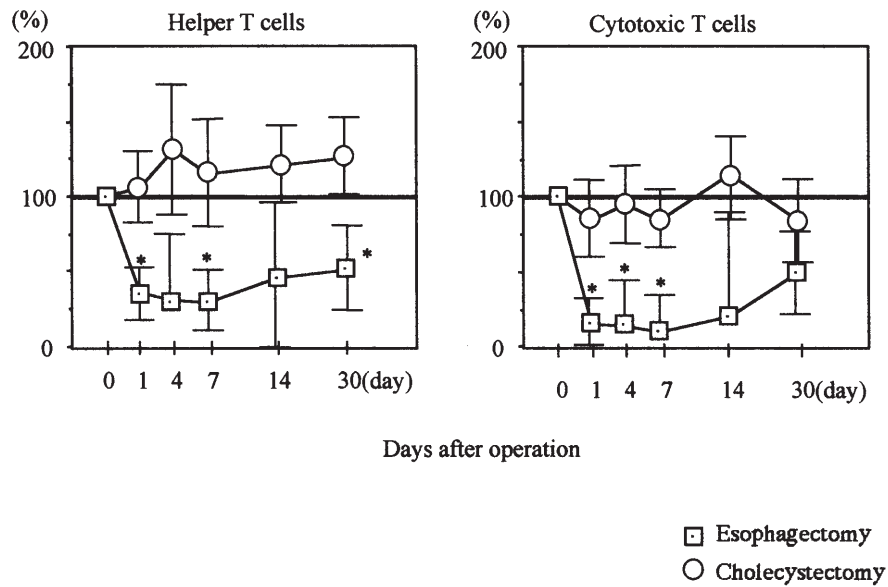 (%) Helper T cells
200
100
0
* * *
0 1 4 7 14 30(day)
(%) Cytotoxic T cells
200
100
0
* * *
0 1 4 7 14 30(day)
Days after operation
Esophagectomy
Cholecystectomy